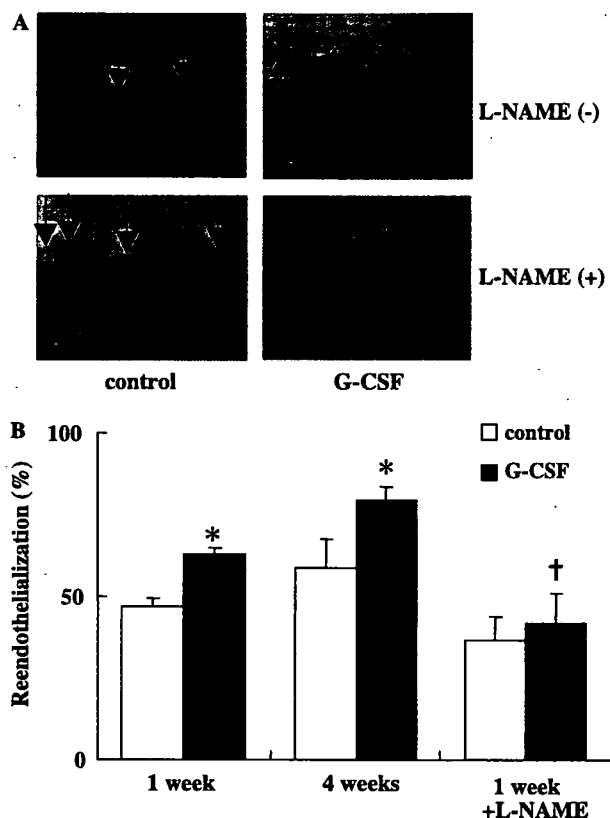 A
L-NAME (-)
L-NAME (+)
control
G-CSF
B
100
control
G-CSF
*
*
†
50
0
Reendothelialization (%)
1 week
4 weeks
1 week
+L-NAME